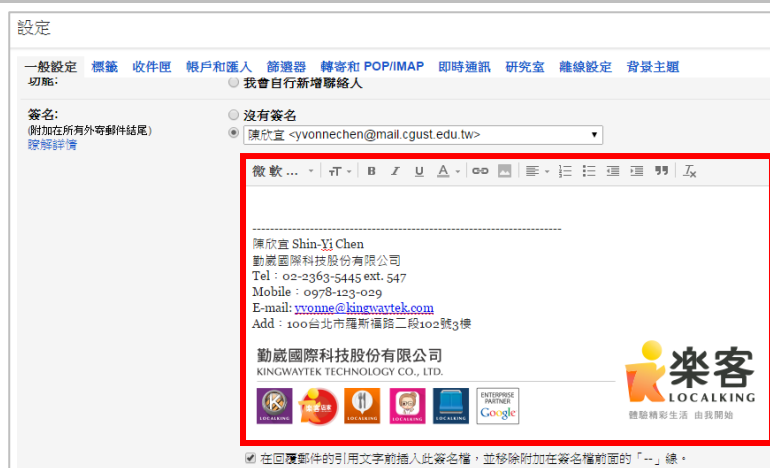 設定
一般設定 標籤 收件匣 帳戶和匯入 篩選器 轉寄和 POP/IMAP 即時通訊 研究室 離線設定 背景主題
功能:
我會自行新增聯絡人
簽名:
(附加在所有外寄郵件結尾)
瞭解詳情
沒有簽名
陳欣宜 <yvonnechen@mail.cgust.edu.tw>
微軟 ...
----------------------------------------------------------------------
陳欣宜 Shin-Yi Chen
勤崴國際科技股份有限公司
Tel：02-2363-5445 ext. 547
Mobile：0978-123-029
E-mail: yvonne@kingwaytek.com
Add：100台北市羅斯福路二段102號3樓
勤崴國際科技股份有限公司
KINGWAYTEK TECHNOLOGY CO., LTD.
LOCALKING
LOCALKING
LOCALKING
LOCALKING
ENTERPRISE
PARTNER
Google
樂客
LOCALKING
體驗精彩生活 由我開始
在回覆郵件的引用文字前插入此簽名檔，並移除附加在簽名檔前面的「--」線。